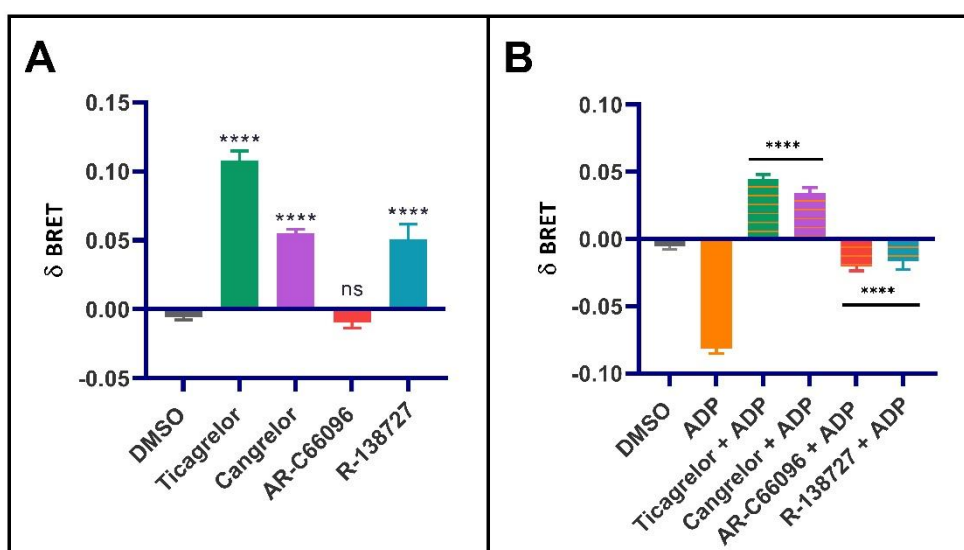 A
δ BRET
0.15
0.10
0.05
0.00
-0.05
****
****
ns
****
DMSO
Ticagrelor
Cangrelor
AR-C66096
R-138727
B
δ BRET
0.10
0.05
0.00
-0.05
-0.10
****
****
DMSO
ADP
Ticagrelor + ADP
Cangrelor + ADP
AR-C66096 + ADP
R-138727 + ADP